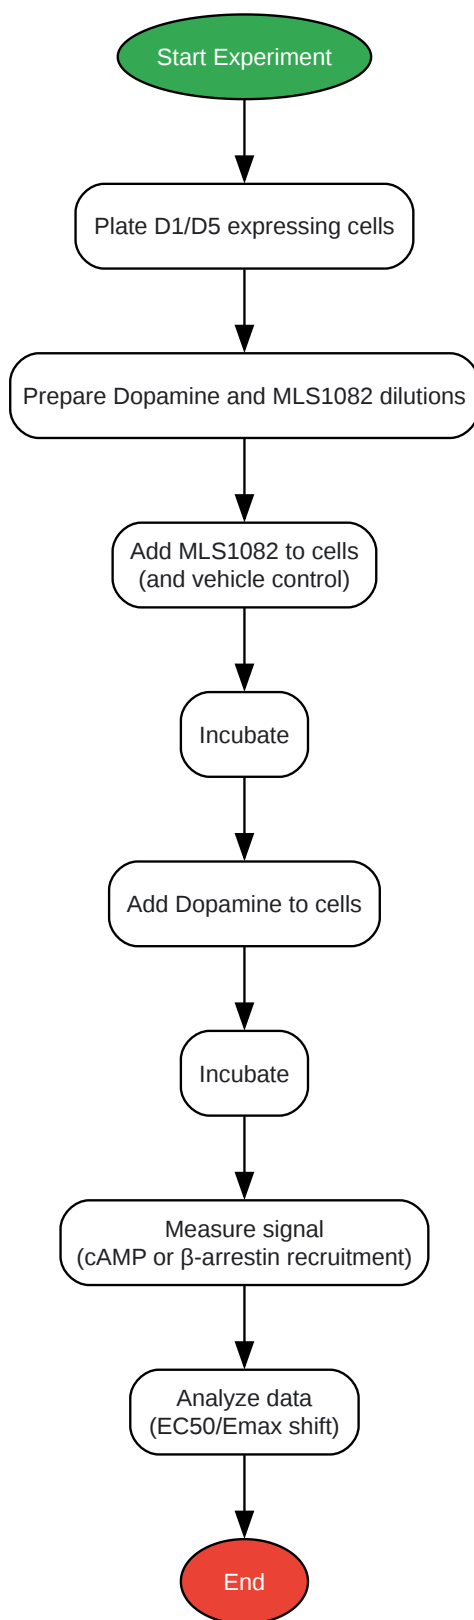 Start Experiment
Plate D1/D5 expressing cells
Prepare Dopamine and MLS1082 dilutions
Add MLS1082 to cells
(and vehicle control)
Incubate
Add Dopamine to cells
Incubate
Measure signal
(cAMP or β-arrestin recruitment)
Analyze data
(EC50/Emax shift)
End